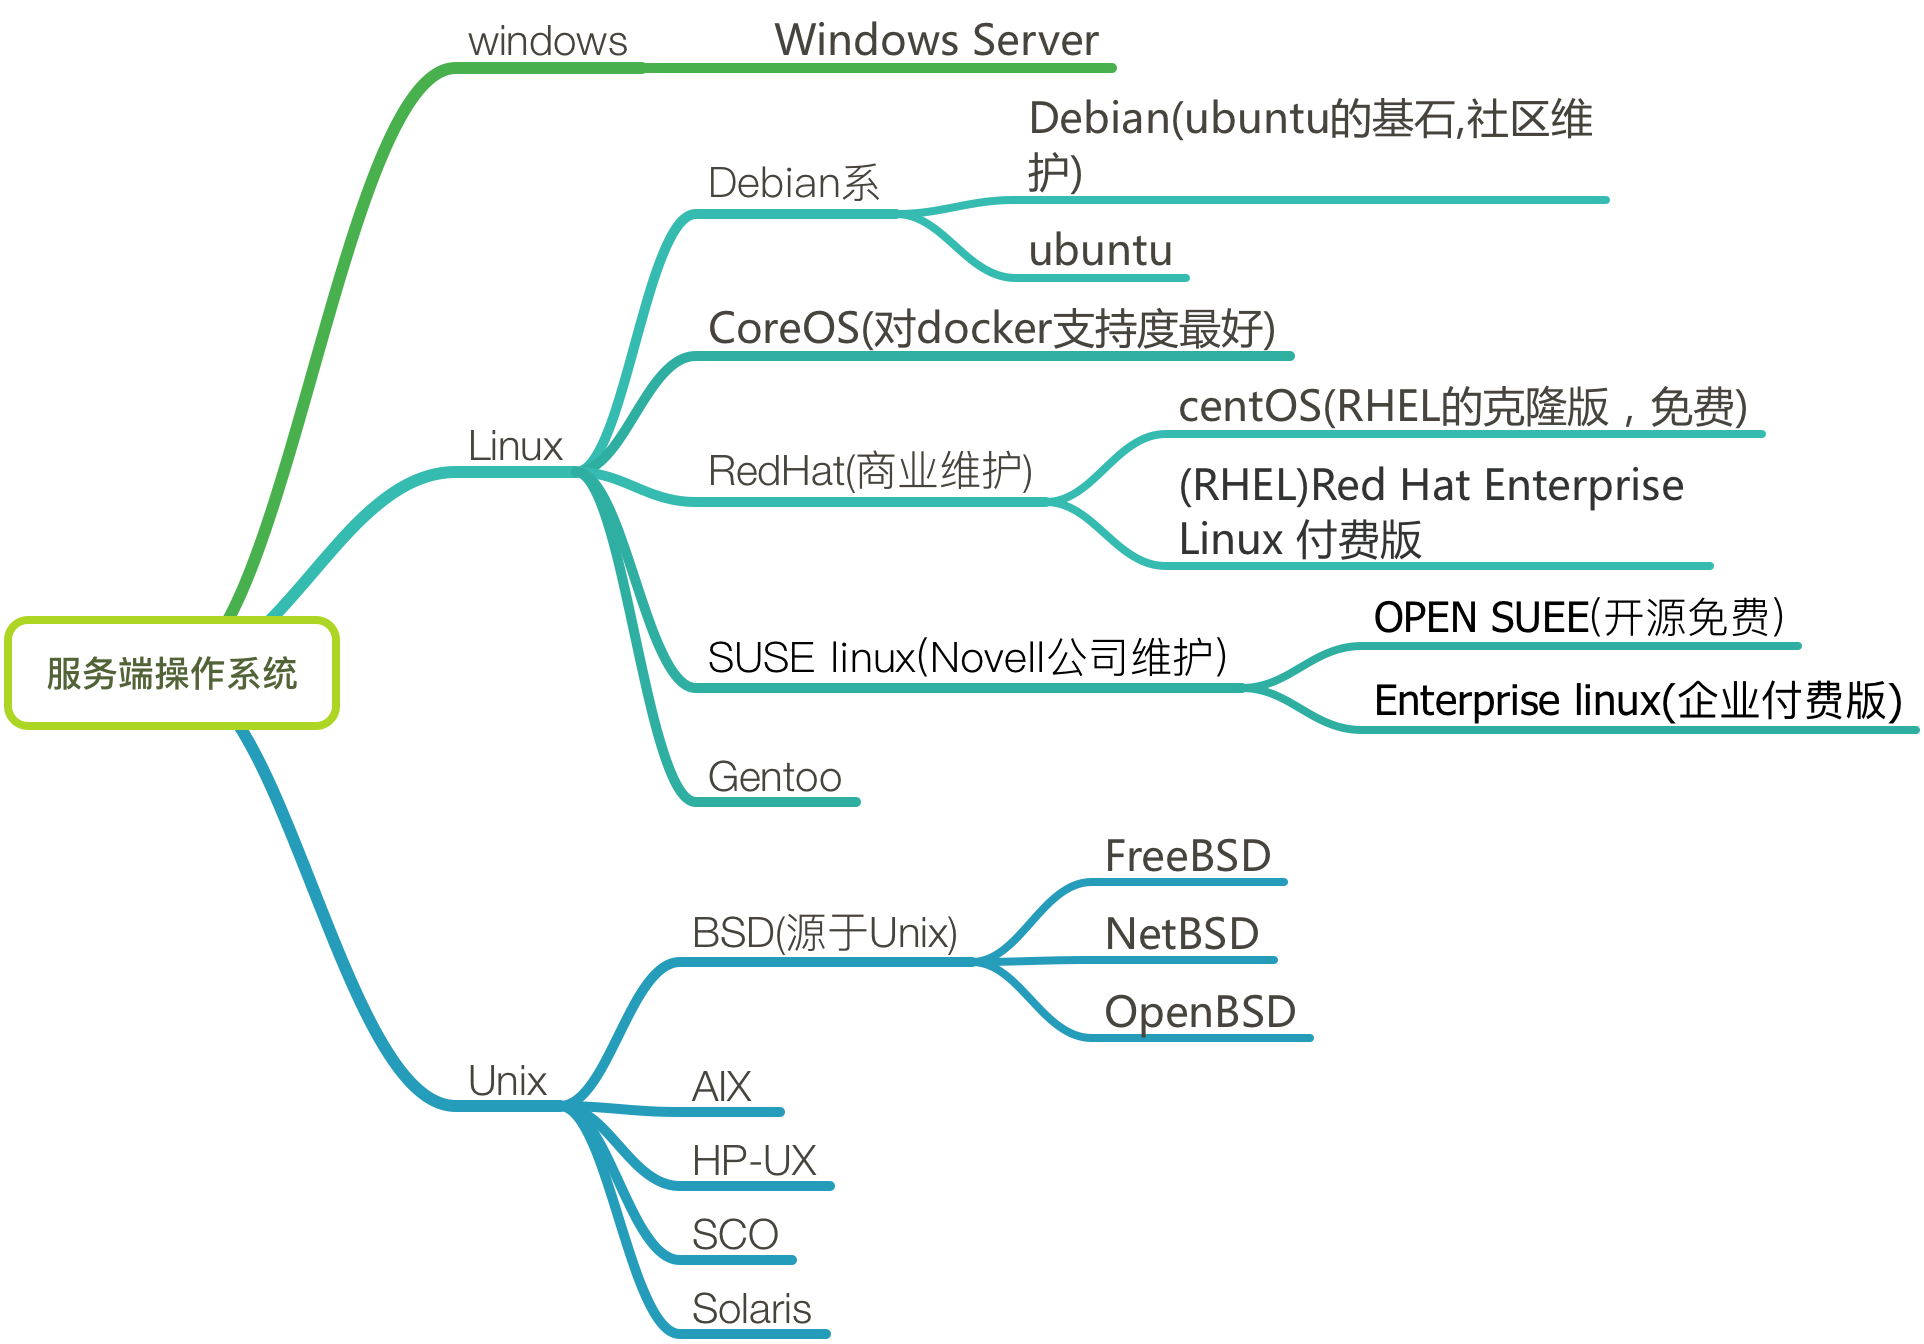 windows
Windows Server
Debian(ubuntu的基石,社区维
护)
Debian系
ubuntu
CoreOS(对docker支持度最好)
centOS(RHEL的克隆版，免费)
Linux
RedHat(商业维护)
(RHEL)Red Hat Enterprise
Linux 付费版
OPEN SUEE(开源免费)
SUSE linux(Novell公司维护)
服务端操作系统
Enterprise linux(企业付费版)
Gentoo
FreeBSD
BSD(源于Unix)
NetBSD
OpenBSD
Unix
AIX
HP-UX
SCO
Solaris